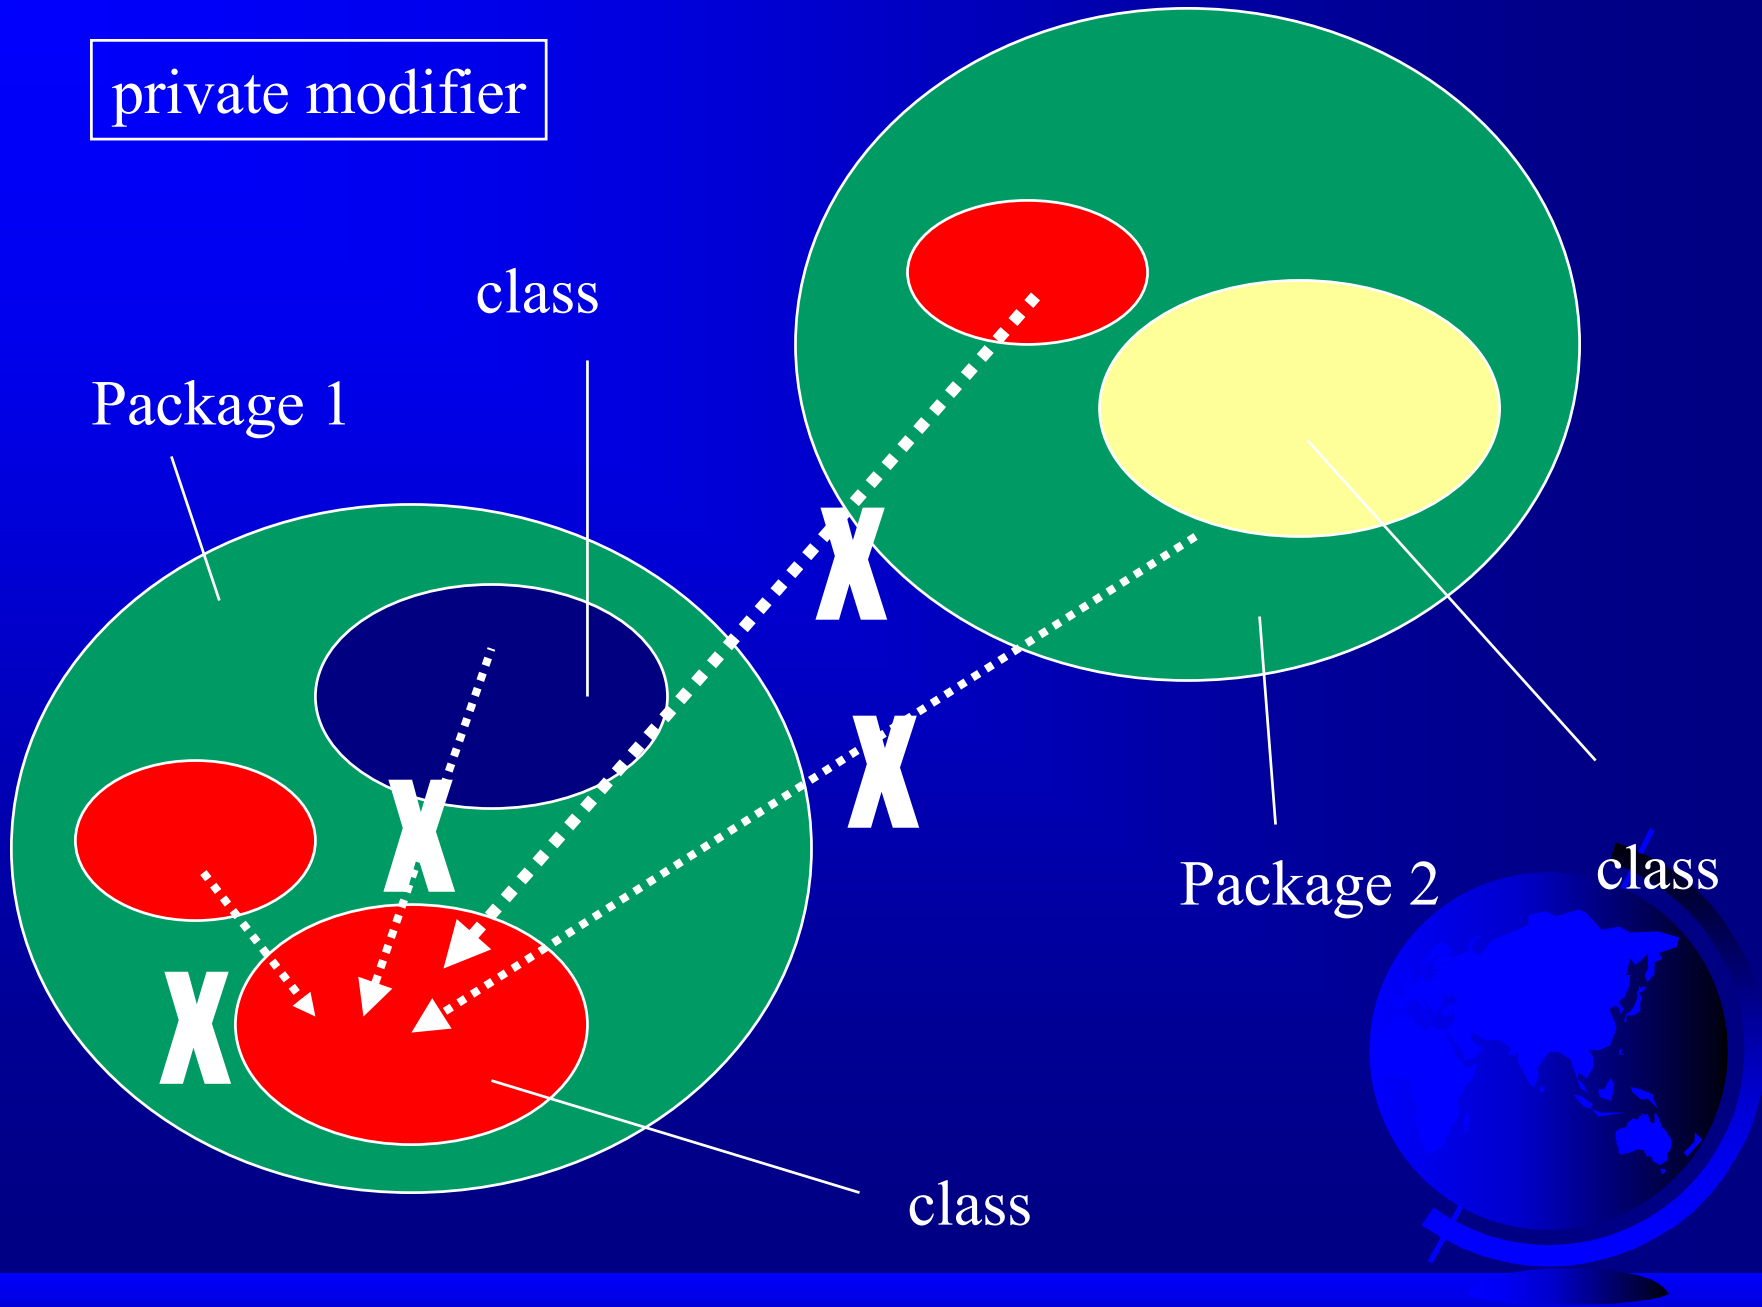 private modifier
class
Package 1
X
X
X
class
Package 2
X
class